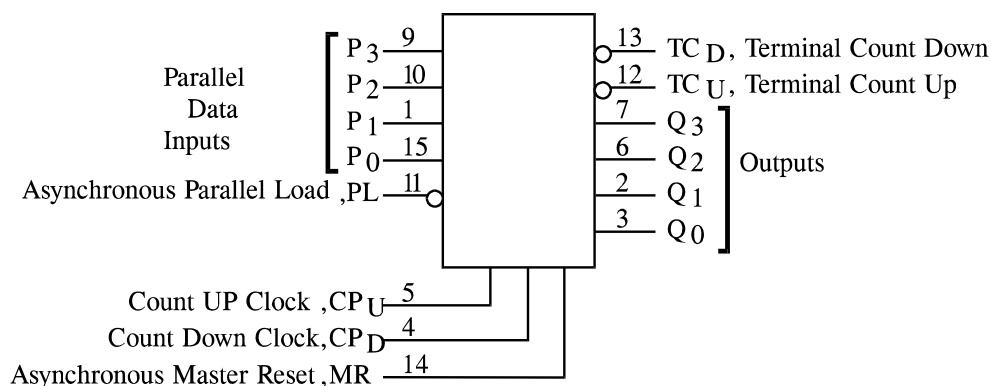 P3 9
P2 10
P1 1
P0 15
Parallel
Data
Inputs
Asynchronous Parallel Load ,PL 11
13 TC D , Terminal Count Down
12 TC U , Terminal Count Up
7 Q3
6 Q2
2 Q1
3 Q0
Outputs
Count UP Clock ,CPU 5
Count Down Clock,CPD 4
Asynchronous Master Reset ,MR 14